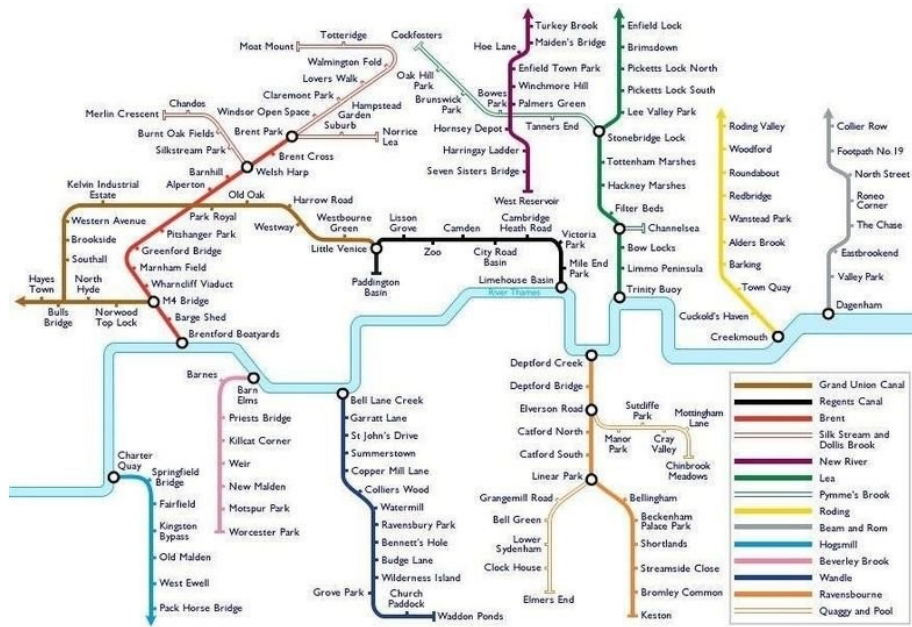 Totteridge
Moat Mount
Walmington Fold
Lovers Walk
Claremont Park
Chandos
Merlin Crescent
Windsor Open Space
Hampstead
Garden
Suburb
Brent Park
Norrice
Lea
Burnt Oak Fields
Silkstream Park
Brent Cross
Welsh Harp
Barnhill
Alperton
Kelvin Industrial
Estate
Old Oak
Harrow Road
Park Royal
Westway
Westbourne
Green
Little Venice
Western Avenue
Brookside
Southall
Pitshanger Park
Greenford Bridge
Marnham Field
Wharncliff Viaduct
Hayes
Town
North
Hyde
M4 Bridge
Bulls
Bridge
Norwood
Top Lock
Barge Shed
Brentford Boatyards
Lisson
Grove
Camden
Cambridge
Heath Road
Zoo
City Road
Basin
Victoria
Park
Mile End
Park
Paddington
Basin
Limehouse Basin
River Thames
Cockfosters
Oak Hill
Park
Brunswick
Park
Tanners End
Turkey Brook
Maiden's Bridge
Hoe Lane
Enfield Town Park
Winchmore Hill
Bowes
Park
Palmers Green
Hornsey Depot
Harringay Ladder
Seven Sisters Bridge
West Reservoir
Enfield Lock
Brimsdown
Picketts Lock North
Picketts Lock South
Lee Valley Park
Stonebridge Lock
Tottenham Marshes
Hackney Marshes
Filter Beds
Channelsea
Bow Locks
Limmo Peninsula
Trinity Buoy
Roding Valley
Woodford
Roundabout
Redbridge
Wanstead Park
Alders Brook
Barking
Town Quay
Cuckold's Haven
Creekmouth
Collier Row
Footpath No.19
North Street
Roneo
Corner
The Chase
Eastbrookend
Valley Park
Dagenham
Barnes
Barn
Elms
Priests Bridge
Killcat Corner
Weir
New Malden
Motspur Park
Worcester Park
Charter
Quay
Springfield
Bridge
Fairfield
Kingston
Bypass
Old Malden
West Ewell
Pack Horse Bridge
Bell Lane Creek
Garratt Lane
St John's Drive
Summerstown
Copper Mill Lane
Colliers Wood
Watermill
Ravensbury Park
Bennett's Hole
Budge Lane
Wilderness Island
Grove Park
Church
Paddock
Waddon Ponds
Deptford Creek
Deptford Bridge
Elverson Road
Sutcliffe
Park
Mottingham
Lane
Catford North
Manor
Park
Cray
Valley
Catford South
Chinbrook
Meadows
Linear Park
Grangemill Road
Bell Green
Lower
Sydenham
Clock House
Elmers End
Bellingham
Beckenham
Palace Park
Shortlands
Streamside Close
Bromley Common
Keston
Grand Union Canal
Regents Canal
Brent
Silk Stream and
Dollis Brook
New River
Lea
Pymme's Brook
Roding
Beam and Rom
Hogsmill
Beverley Brook
Wandle
Ravensbourne
Quaggy and Pool